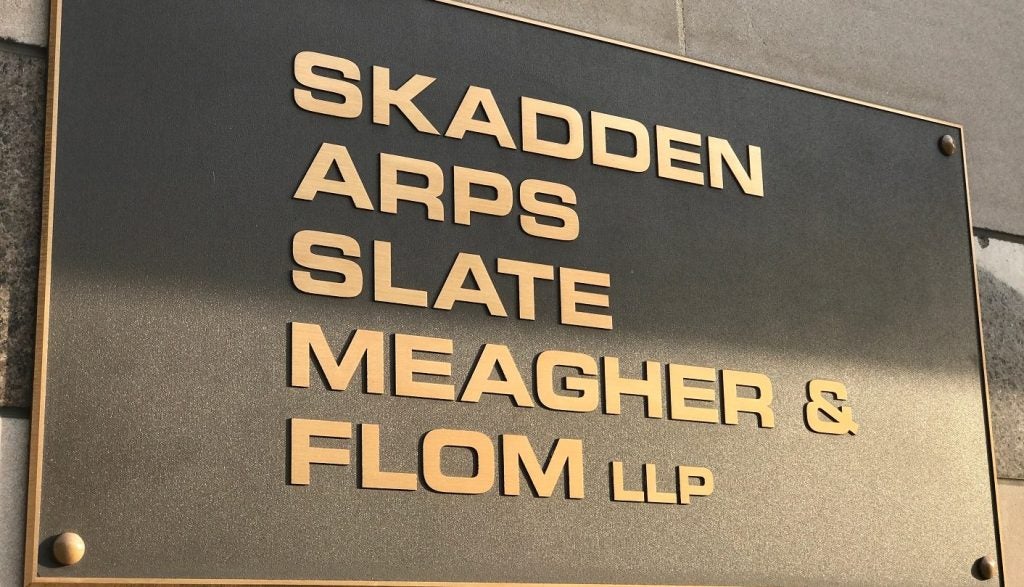 SKADDEN
ARPS
SLATE
MEAGHER &
FLOM LLP